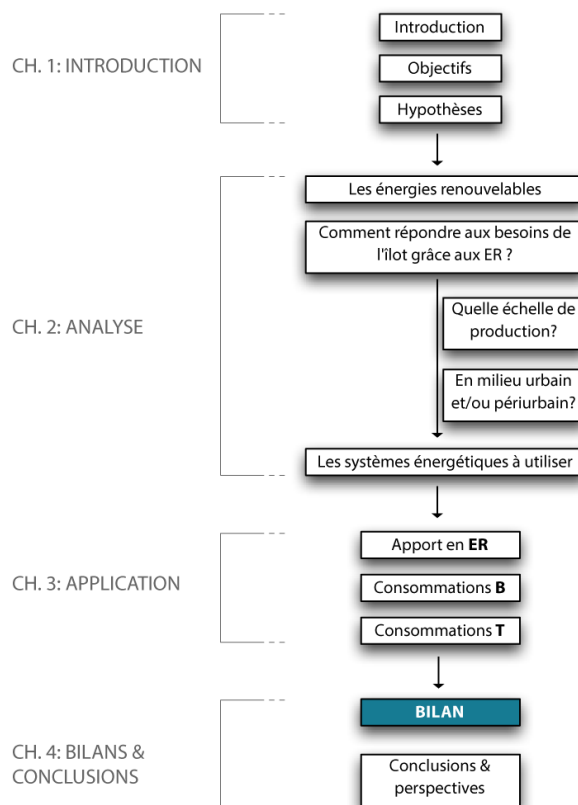 CH. 1: INTRODUCTION
Introduction
Objectifs
Hypothèses
CH. 2: ANALYSE
Les énergies renouvelables
Comment répondre aux besoins de
l'îlot grâce aux ER ?
Quelle échelle de
production?
En milieu urbain
et/ou périurbain?
Les systèmes énergétiques à utiliser
CH. 3: APPLICATION
Apport en ER
Consommations B
Consommations T
CH. 4: BILANS &
CONCLUSIONS
BILAN
Conclusions &
perspectives